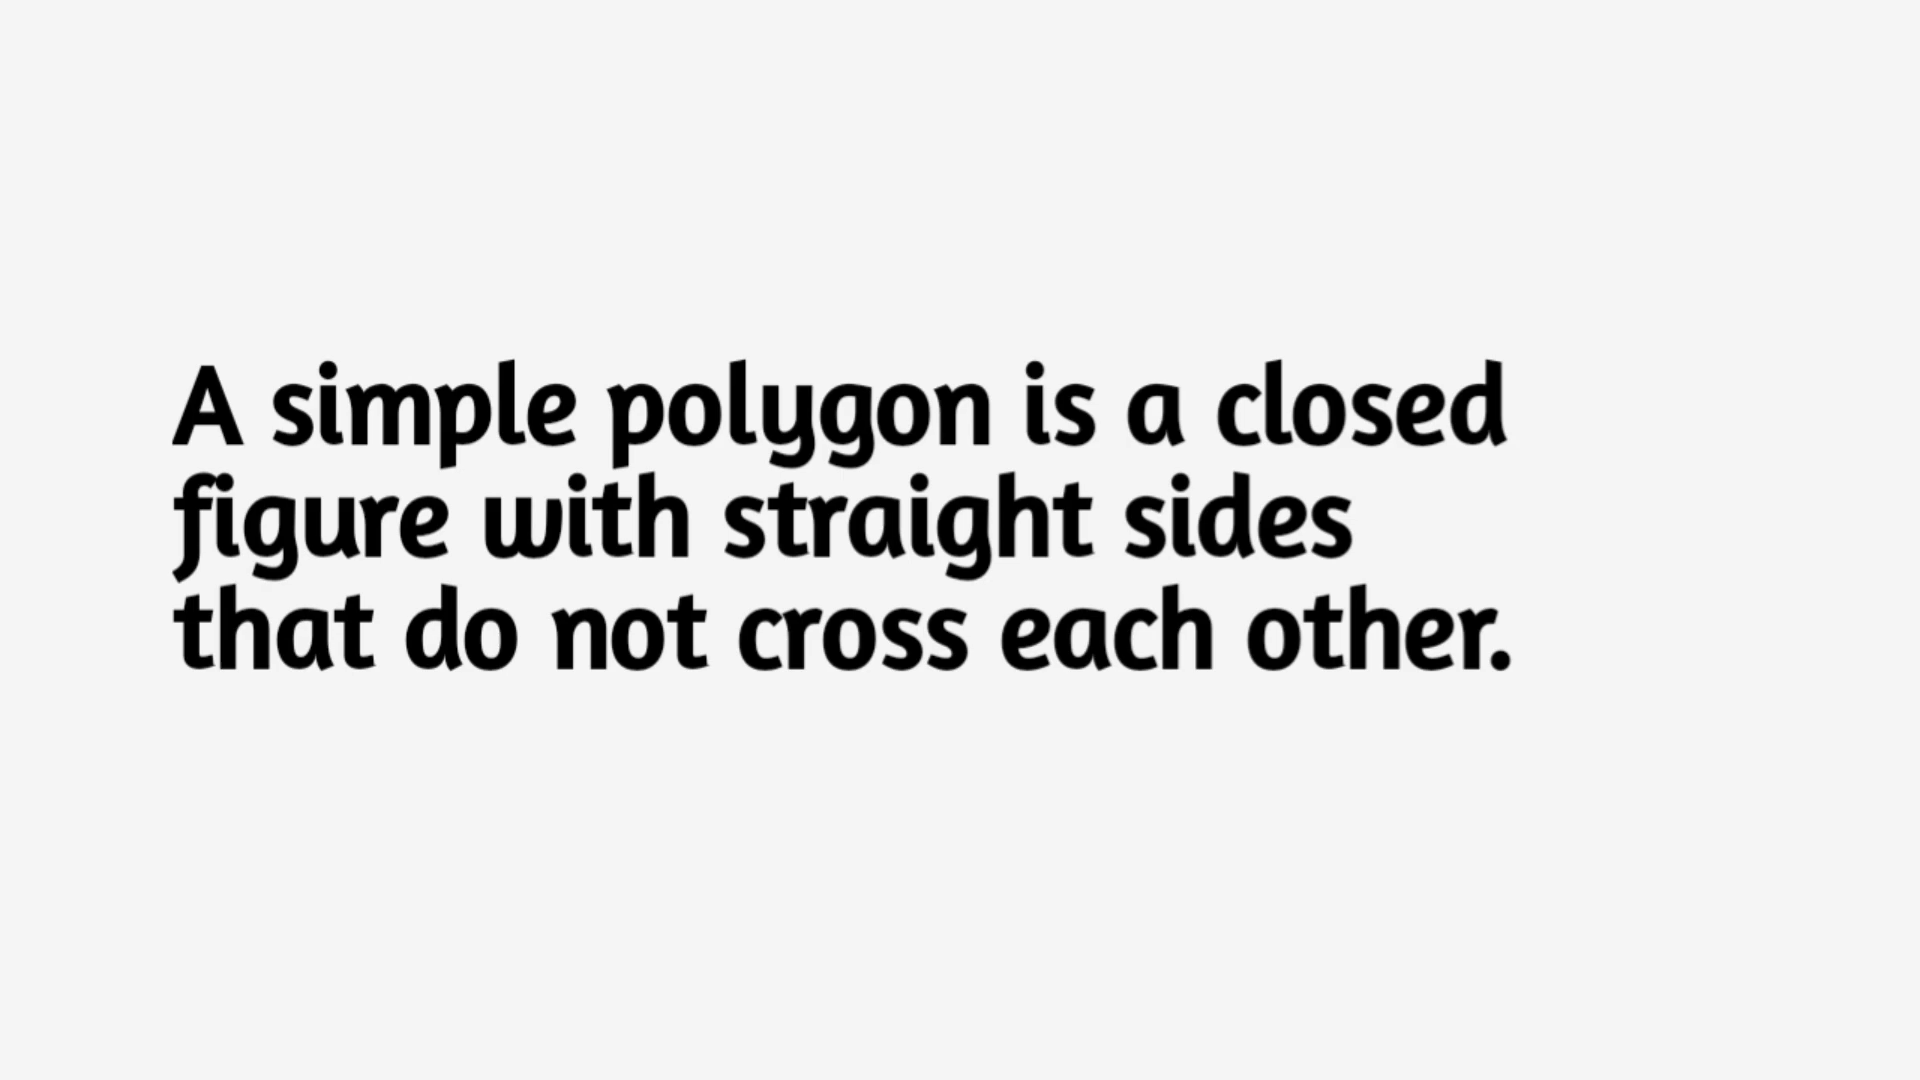 A simple polygon is a closed
figure with straight sides
that do not cross each other.